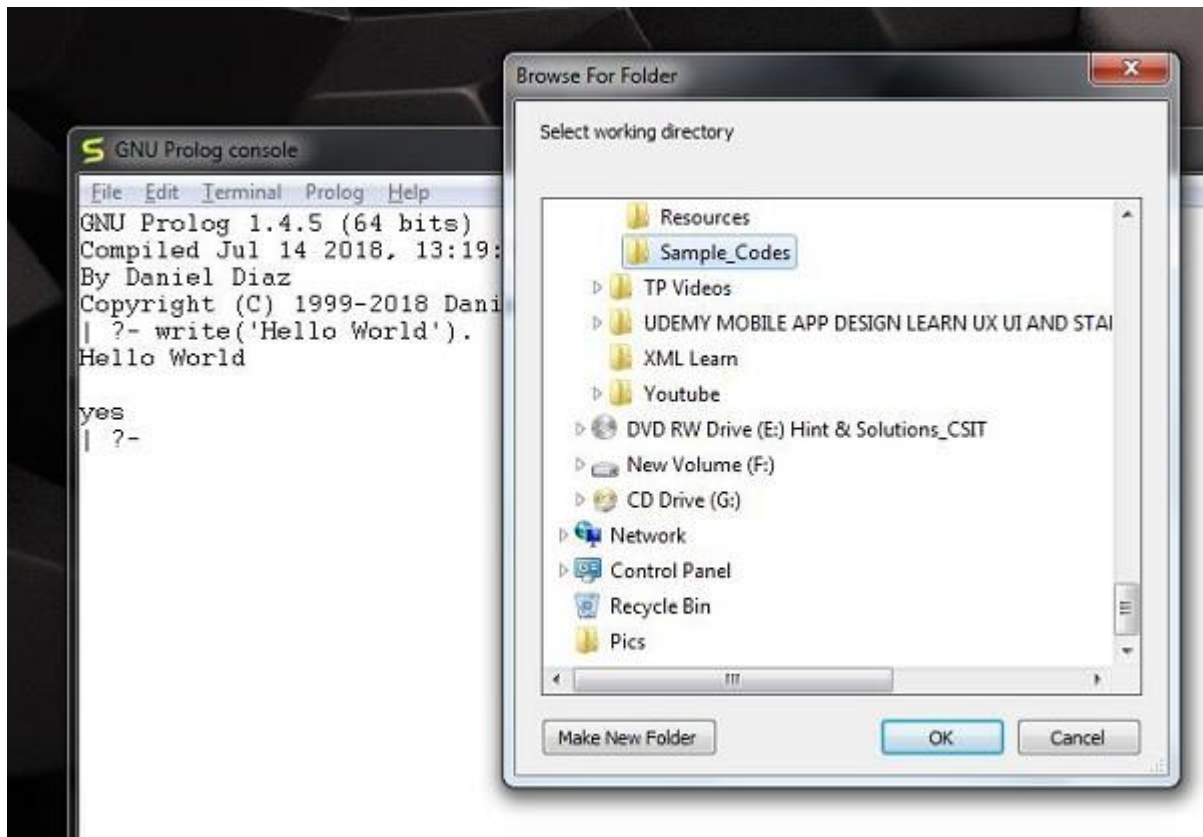 Browse For Folder
Select working directory
GNU Prolog console
File Edit Terminal Prolog Help
GNU Prolog 1.4.5 (64 bits)
Compiled Jul 14 2018, 13:19:
By Daniel Diaz
Copyright (C) 1999-2018 Dani
| ?- write('Hello World').
Hello World
yes
| ?-
Resources
Sample_Codes
TP Videos
UDEMY MOBILE APP DESIGN LEARN UX UI AND STAI
XML Learn
Youtube
DVD RW Drive (E:) Hint & Solutions_CSIT
New Volume (F:)
CD Drive (G:)
Network
Control Panel
Recycle Bin
Pics
Make New Folder OK Cancel